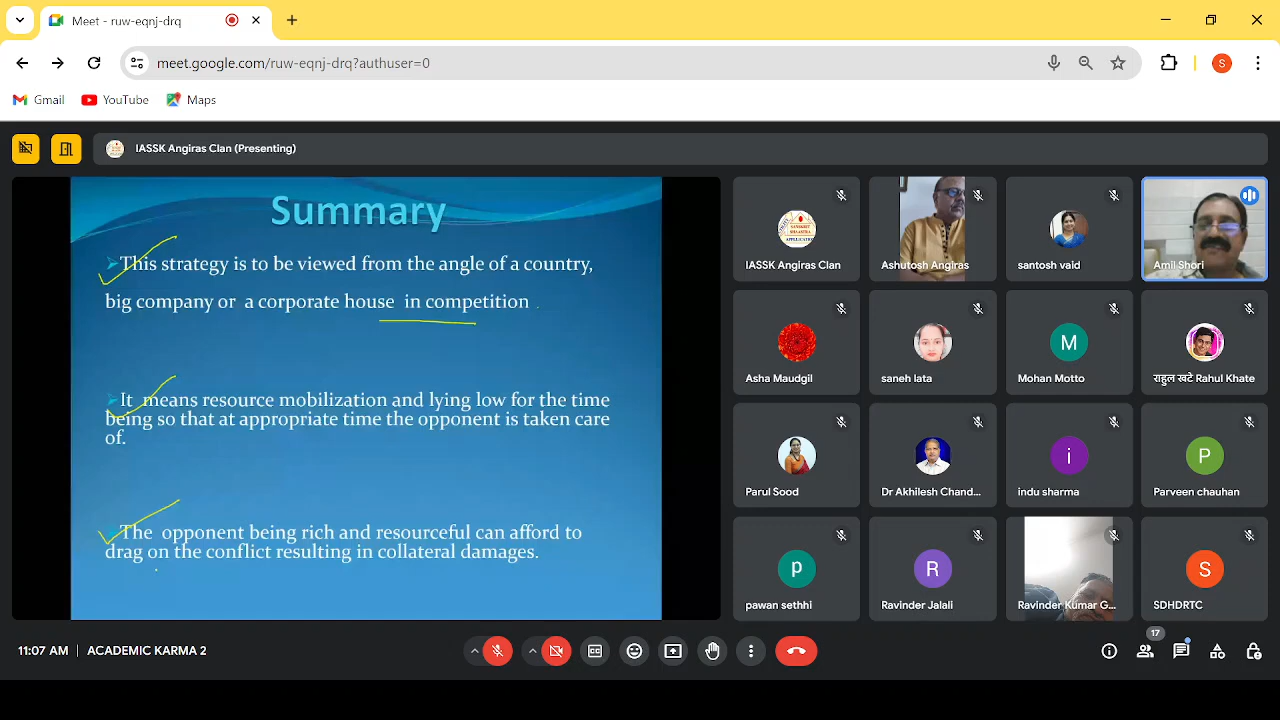 Meet - ruw-eqnj-drq
meet.google.com/ruw-eqnj-drq?authuser=0
S
Gmail
YouTube
Maps
IASSK Angiras Clan (Presenting)
Summary
This strategy is to be viewed from the angle of a country,
big company or a corporate house in competition .
It means resource mobilization and lying low for the time
being so that at appropriate time the opponent is taken care
of.
The opponent being rich and resourceful can afford to
drag on the conflict resulting in collateral damages.
SANSKRIT
SHAASTRA
APPLICATION
IASSK Angiras Clan
Ashutosh Angiras
santosh vaid
Amil Shori
Asha Maudgil
saneh lata
M
Mohan Motto
राहुल खटे Rahul Khate
Parul Sood
Dr Akhilesh Chand...
i
indu sharma
P
Parveen chauhan
p
pawan sethhi
R
Ravinder Jalali
Ravinder Kumar G...
S
SDHDRTC
11:07 AM
ACADEMIC KARMA 2
CC
17